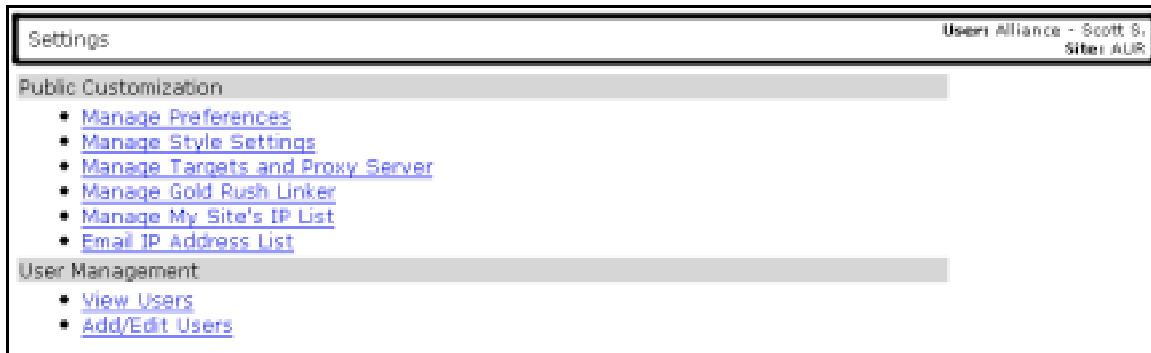 Settings
User: Alliance - Scott S.
Site: AUR
Public Customization
Manage Preferences
Manage Style Settings
Manage Targets and Proxy Server
Manage Gold Rush Linker
Manage My Site's IP List
Email IP Address List
User Management
View Users
Add/Edit Users